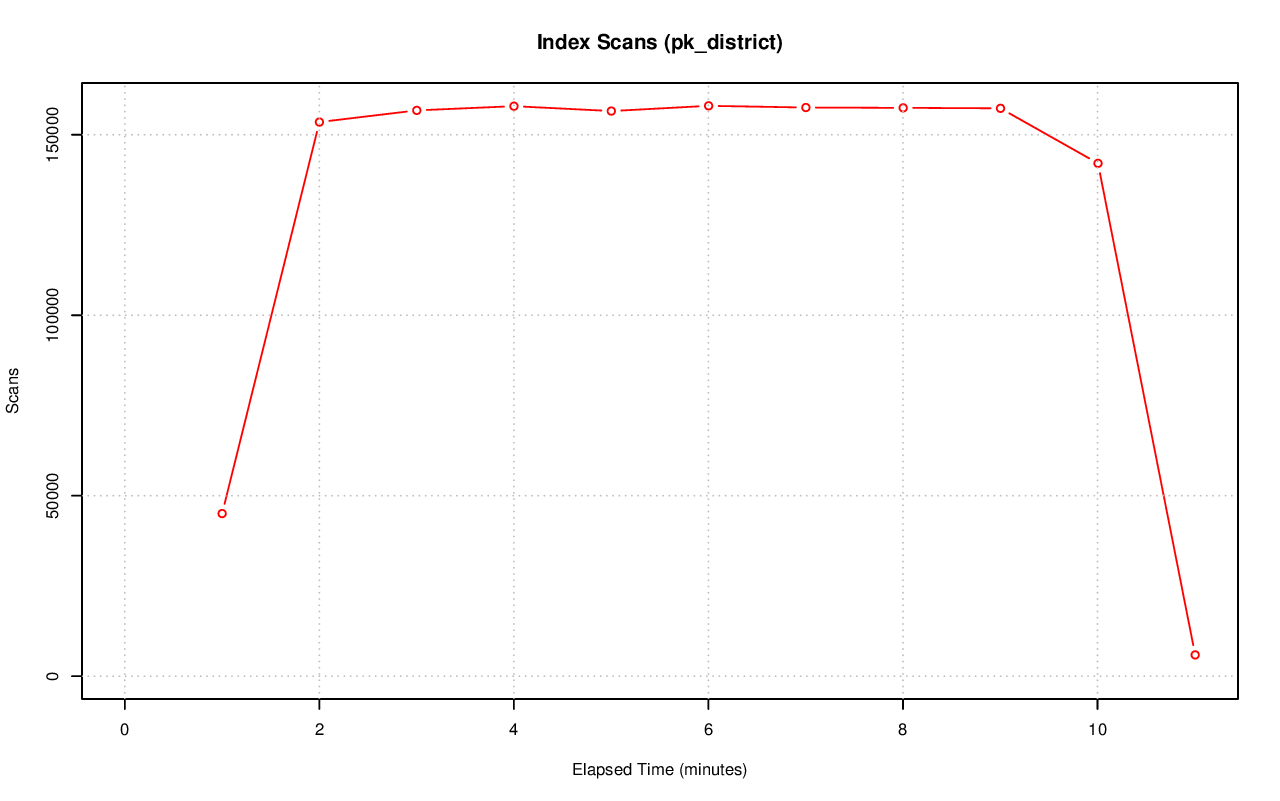 Index Scans (pk_district)
Scans
150000
100000
50000
0
0 2 4 6 8 10
Elapsed Time (minutes)